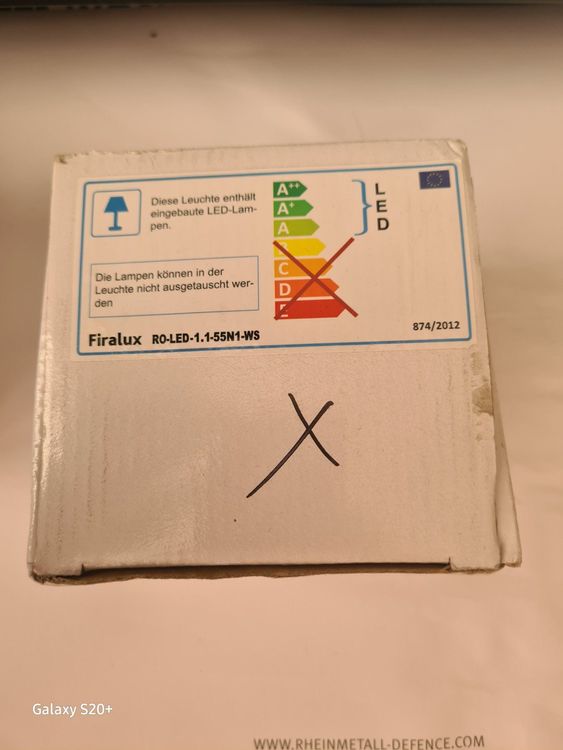 Diese Leuchte enthält
eingebaute LED-Lam-
pen.
Die Lampen können in der
Leuchte nicht ausgetauscht wer-
den
A++
A+
A
B
C
D
E
L
E
D
874/2012
Firalux RO-LED-1.1-55N1-WS
X
Galaxy S20+
WWW.RHEINMETALL-DEFENCE.COM